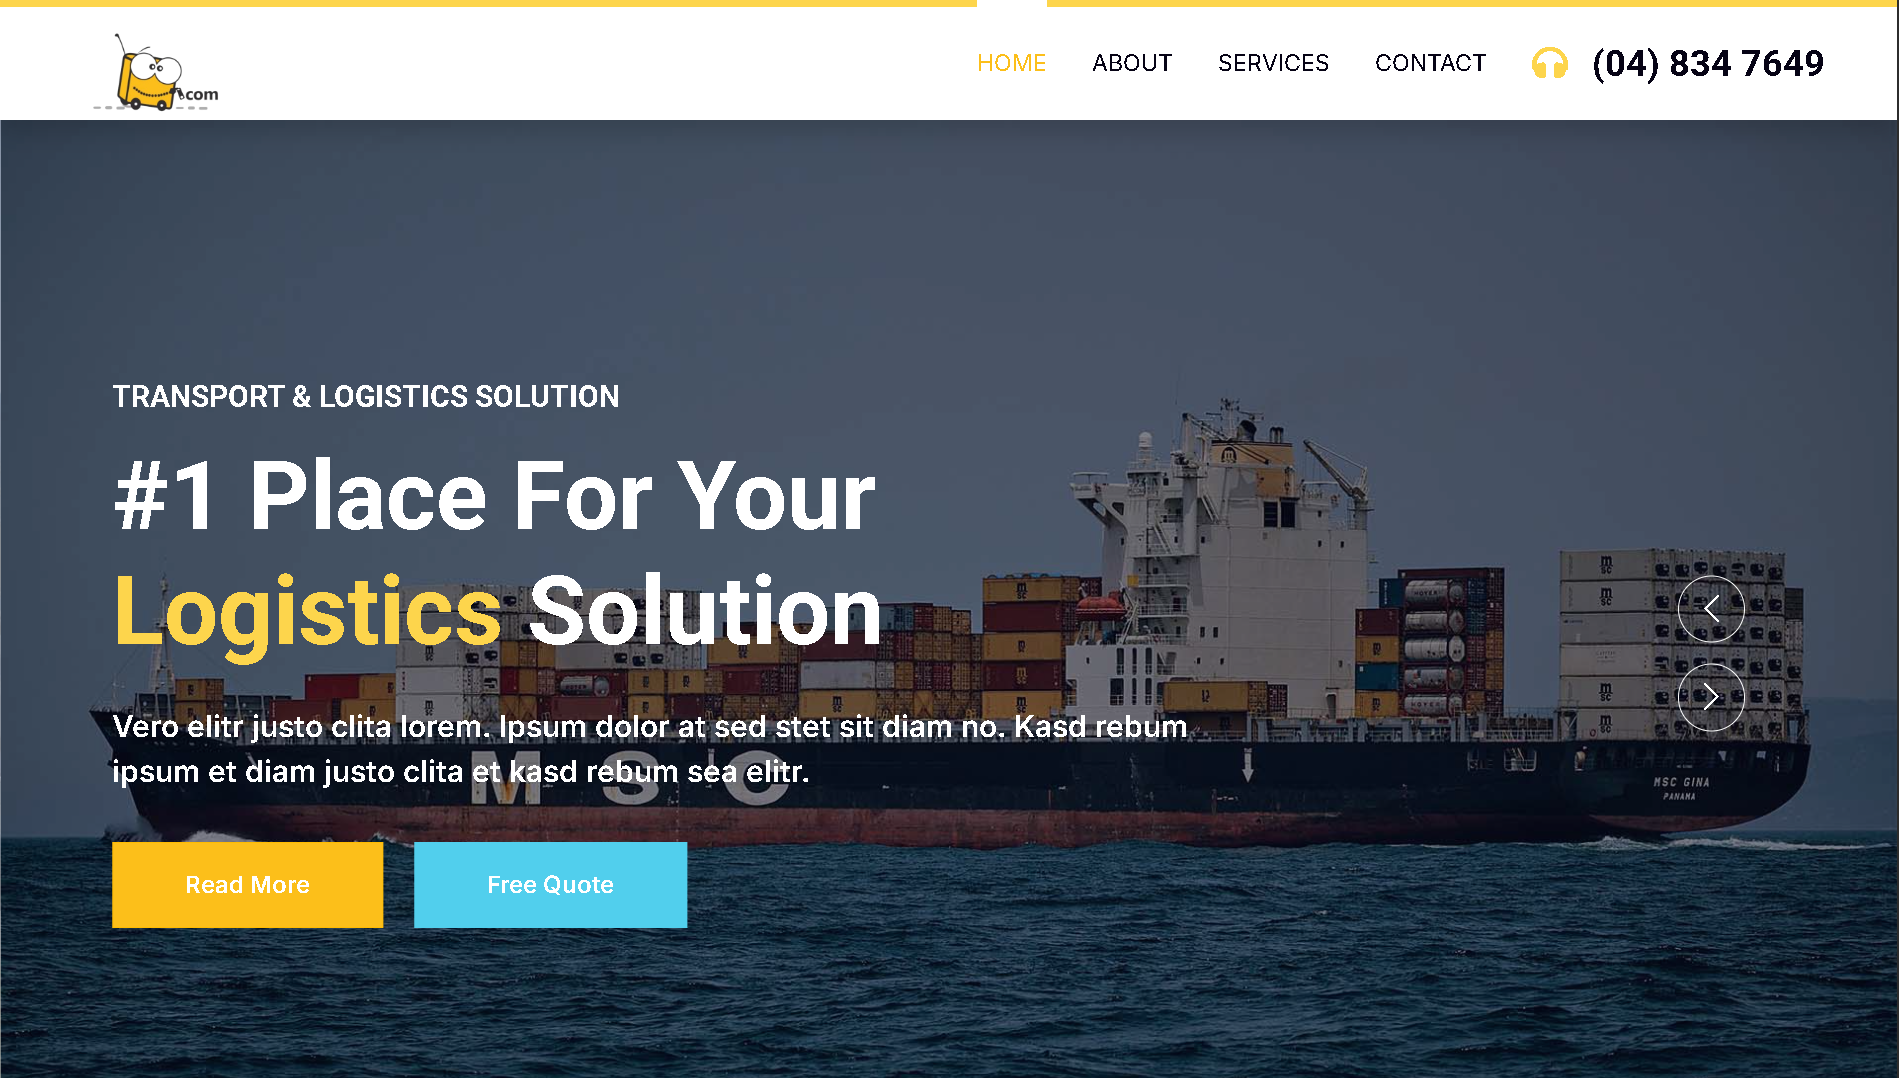 .com
HOME ABOUT SERVICES CONTACT (04) 834 7649
TRANSPORT & LOGISTICS SOLUTION
#1 Place For Your
Logistics Solution
Vero elitr justo clita lorem. Ipsum dolor at sed stet sit diam no. Kasd rebum
ipsum et diam justo clita et kasd rebum sea elitr.
M S C
MSC GINA
PANAMA
Read More Free Quote